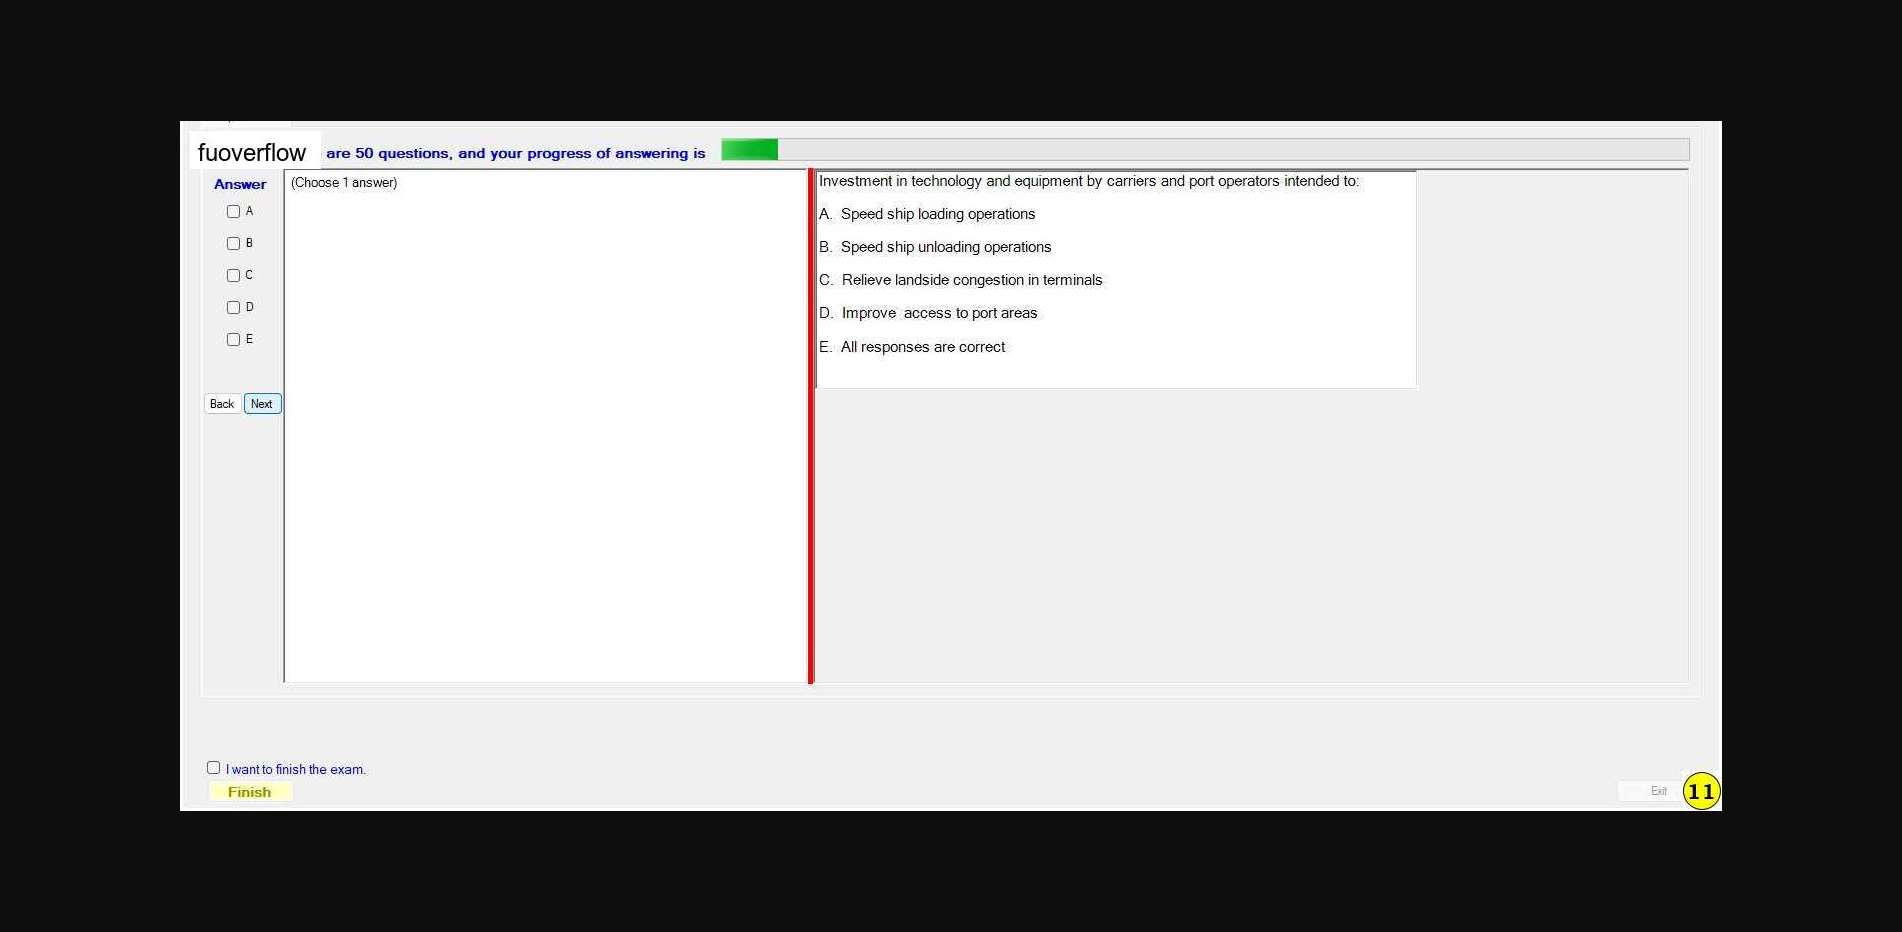 fuoverflow are 50 questions, and your progress of answering is
Answer
(Choose 1 answer)
A
B
C
D
E
Back Next
Investment in technology and equipment by carriers and port operators intended to:
A. Speed ship loading operations
B. Speed ship unloading operations
C. Relieve landside congestion in terminals
D. Improve access to port areas
E. All responses are correct
I want to finish the exam.
Finish
Exit
11